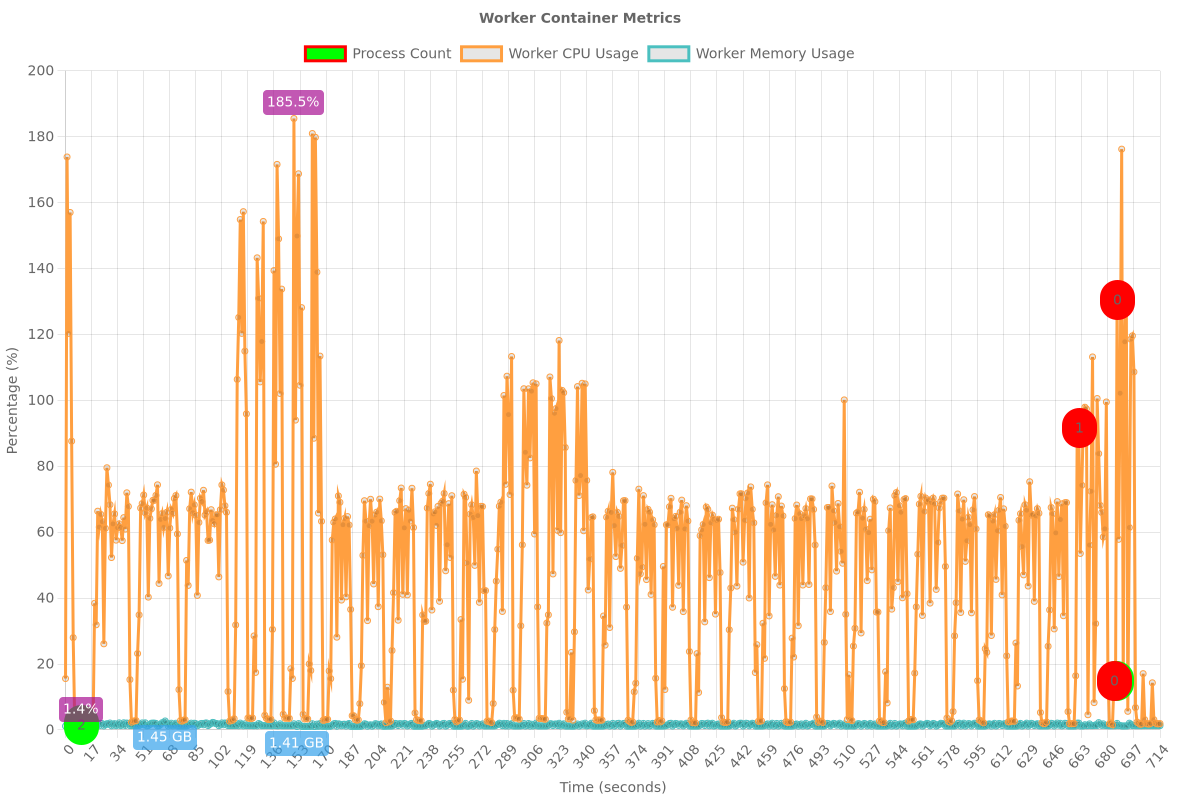 Worker Container Metrics
Process Count Worker CPU Usage Worker Memory Usage
Percentage (%)
200
180
160
140
120
100
80
60
40
20
0
185.5%
0
1
0
1.4%
2
1.45 GB
1.41 GB
0 17 34 51 68 85 102 119 136 153 170 187 204 221 238 255 272 289 306 323 340 357 374 391 408 425 442 459 476 493 510 527 544 561 578 595 612 629 646 663 680 697 714
Time (seconds)